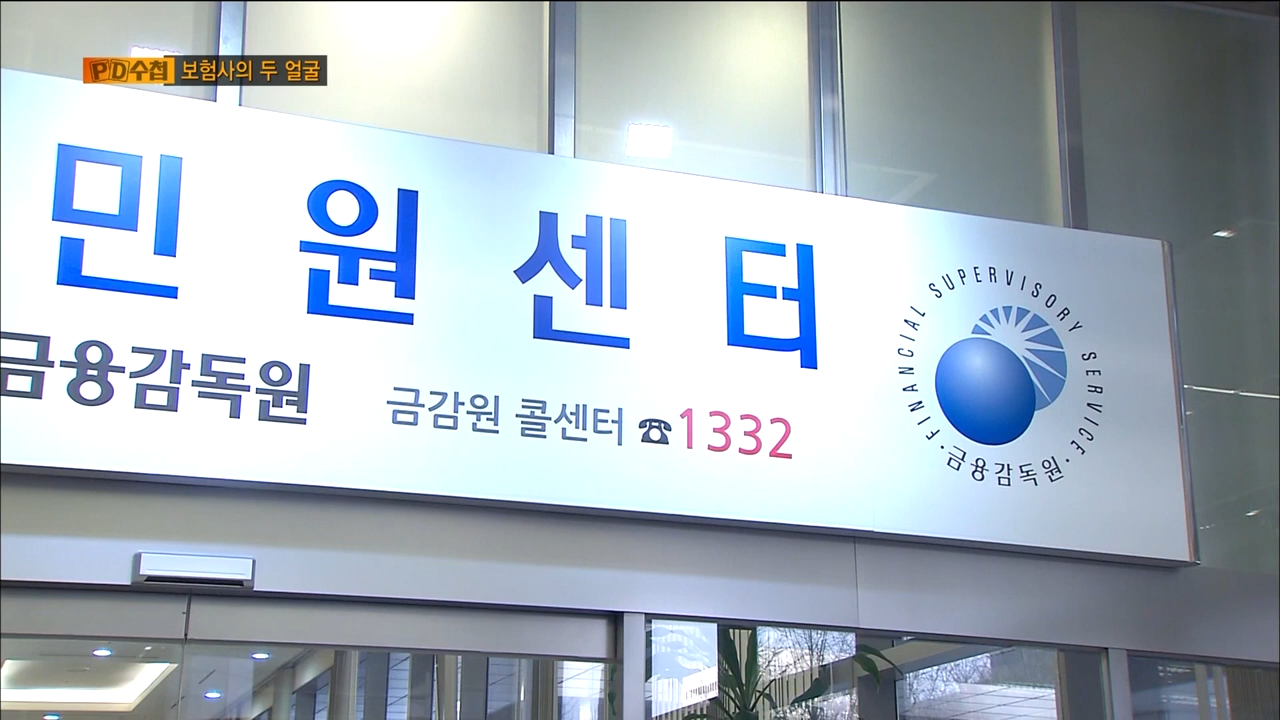 PD수첩 보험사의 두 얼굴
민원센터
금융감독원
금감원 콜센터 ☎1332
FINANCIAL SUPERVISORY SERVICE
·금융감독원·